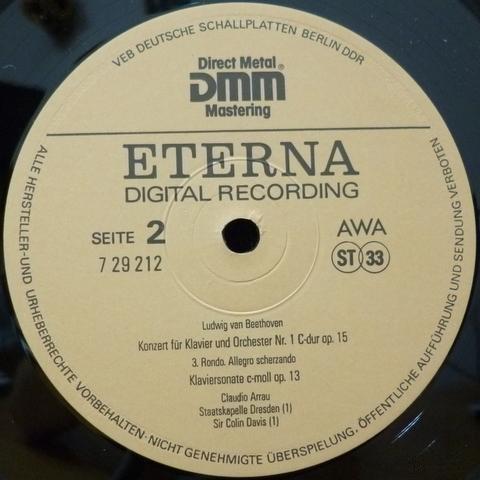 VEB DEUTSCHE SCHALLPLATTEN BERLIN DDR
Direct Metal
DMM®
Mastering
ETERNA
DIGITAL RECORDING
SEITE 2
7 29 212
AWA
ST 33
Ludwig van Beethoven
Konzert für Klavier und Orchester Nr. 1 C-dur op. 15
3. Rondo. Allegro scherzando
Klaviersonate c-moll op. 13
Claudio Arrau
Staatskapelle Dresden (1)
Sir Colin Davis (1)
ALLE HERSTELLER-UND URHEBERRECHTE VORBEHALTEN·NICHT GENEHMIGTE ÜBERSPIELUNG, ÖFFENTLICHE AUFFÜHRUNG UND SENDUNG VERBOTEN